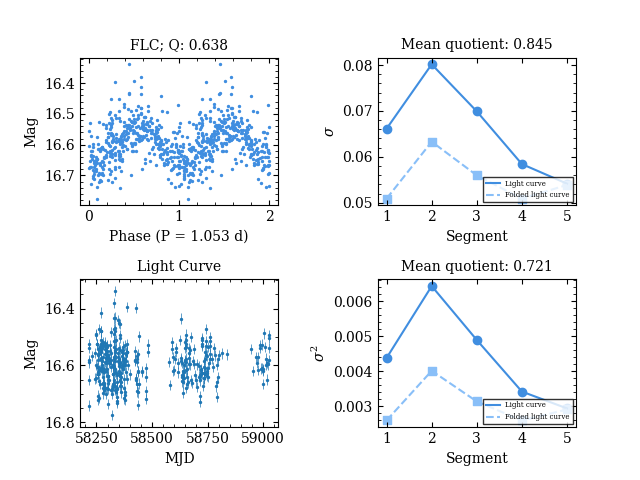 FLC; Q: 0.638
Mag
16.4
16.5
16.6
16.7
0
1
2
Phase (P = 1.053 d)
Mean quotient: 0.845
σ
0.08
0.07
0.06
0.05
Light curve
Folded light curve
1
2
3
4
5
Segment
Light Curve
Mag
16.4
16.6
16.8
58250
58500
58750
59000
MJD
Mean quotient: 0.721
σ²
0.006
0.005
0.004
0.003
Light curve
Folded light curve
1
2
3
4
5
Segment